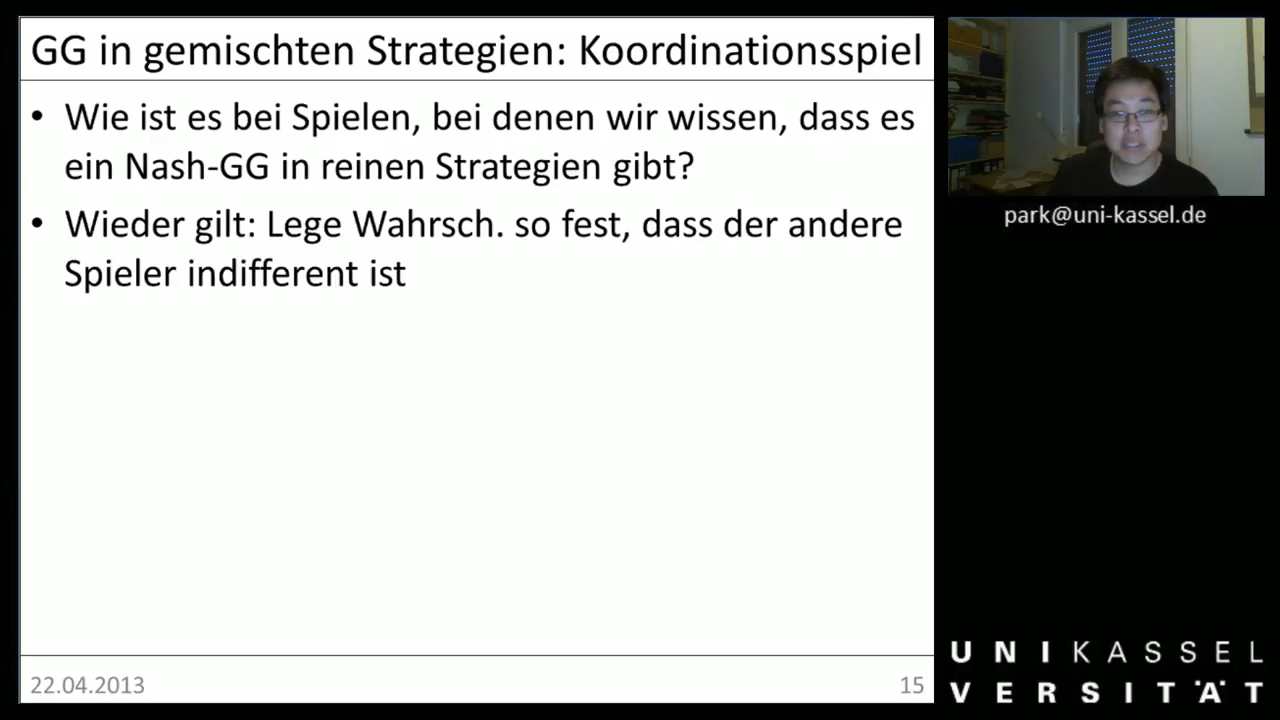 GG in gemischten Strategien: Koordinationsspiel
• Wie ist es bei Spielen, bei denen wir wissen, dass es
ein Nash-GG in reinen Strategien gibt?
• Wieder gilt: Lege Wahrsch. so fest, dass der andere
Spieler indifferent ist
22.04.2013
15
park@uni-kassel.de
UNIKASSEL
VERSITÄT